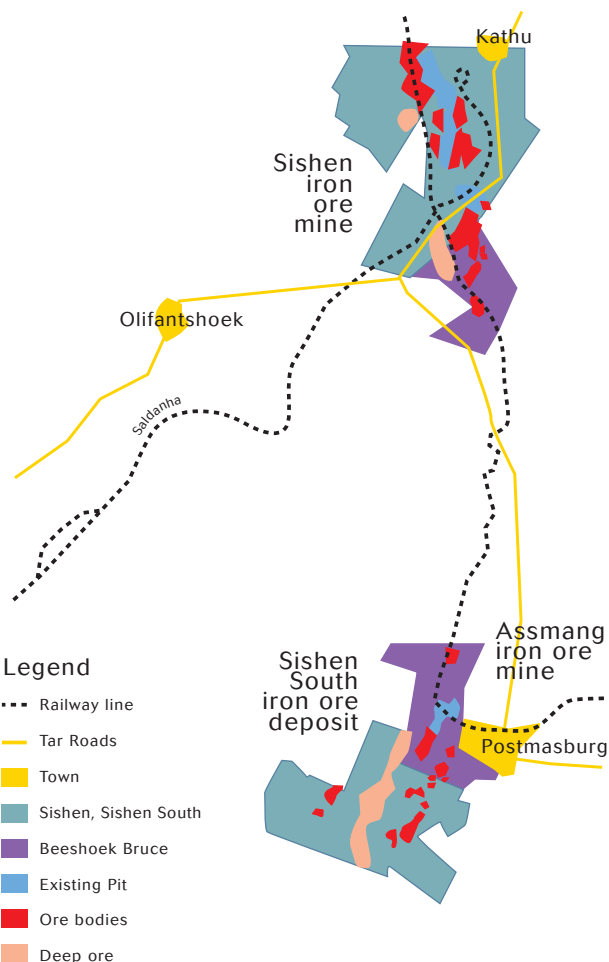 Kathu
Sishen
iron
ore
mine
Olifantshoek
Saldanha
Assmang
iron ore
mine
Sishen
South
iron ore
deposit
Postmasburg
Legend
Railway line
Tar Roads
Town
Sishen, Sishen South
Beeshoek Bruce
Existing Pit
Ore bodies
Deep ore